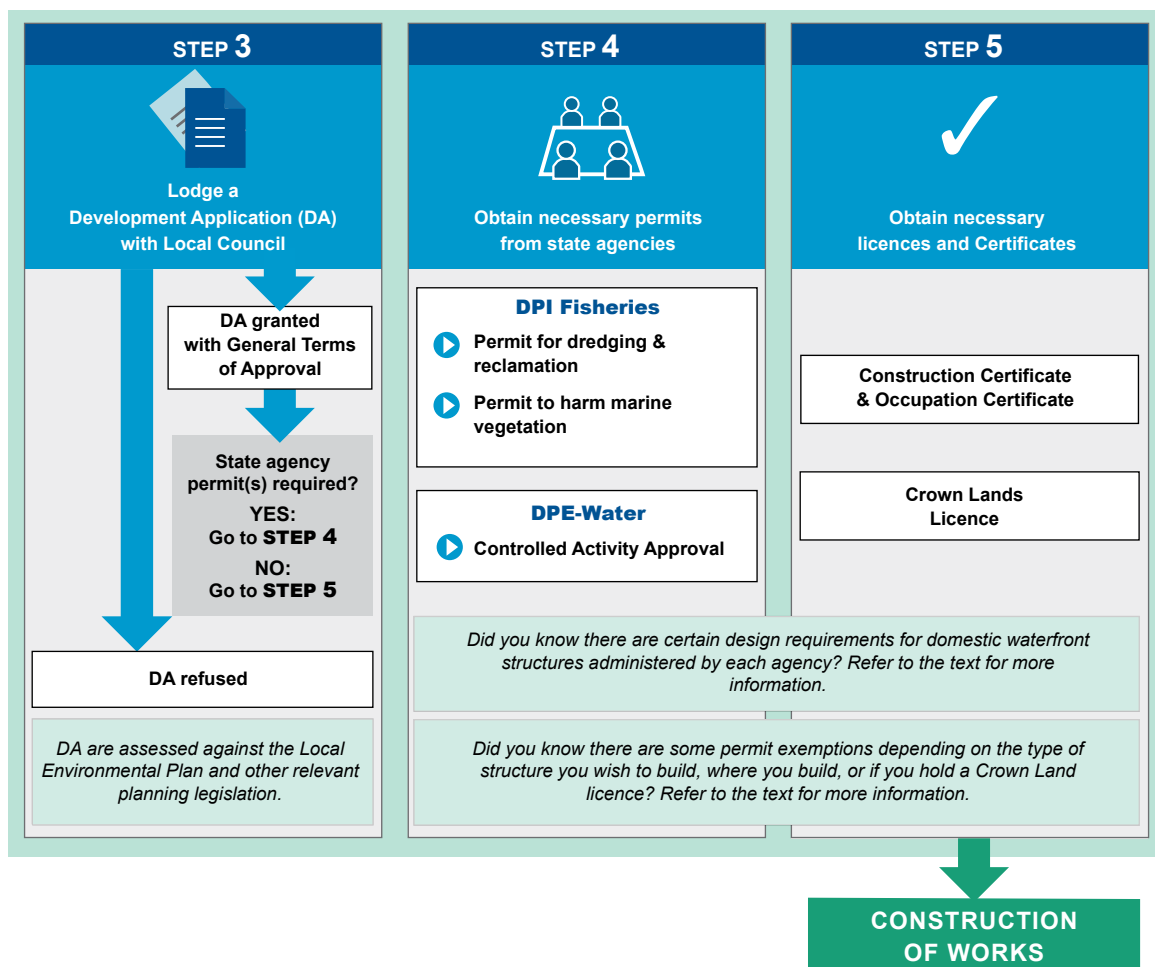 STEP 3
Lodge a
Development Application (DA)
with Local Council
DA granted
with General Terms
of Approval
State agency
permit(s) required?
YES:
Go to STEP 4
NO:
Go to STEP 5
DA refused
DA are assessed against the Local
Environmental Plan and other relevant
planning legislation.
STEP 4
Obtain necessary permits
from state agencies
DPI Fisheries
Permit for dredging &
reclamation
Permit to harm marine
vegetation
DPE-Water
Controlled Activity Approval
STEP 5
Obtain necessary
licences and Certificates
Construction Certificate
& Occupation Certificate
Crown Lands
Licence
Did you know there are certain design requirements for domestic waterfront
structures administered by each agency? Refer to the text for more
information.
Did you know there are some permit exemptions depending on the type of
structure you wish to build, where you build, or if you hold a Crown Land
licence? Refer to the text for more information.
CONSTRUCTION
OF WORKS